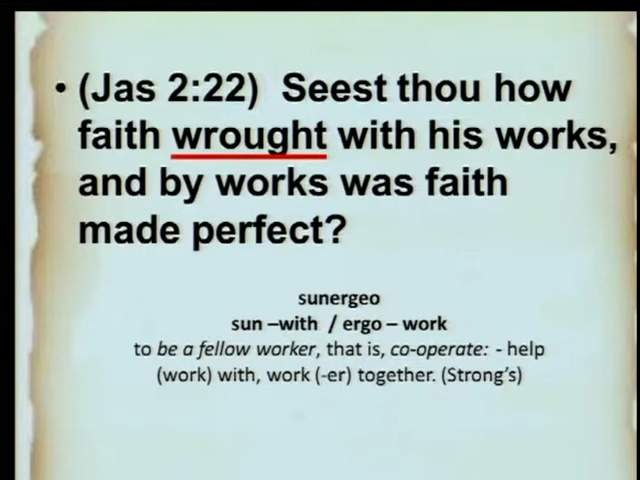 • (Jas 2:22) Seest thou how
faith wrought with his works,
and by works was faith
made perfect?
sunergeo
sun –with / ergo – work
to be a fellow worker, that is, co-operate: - help
(work) with, work (-er) together. (Strong's)